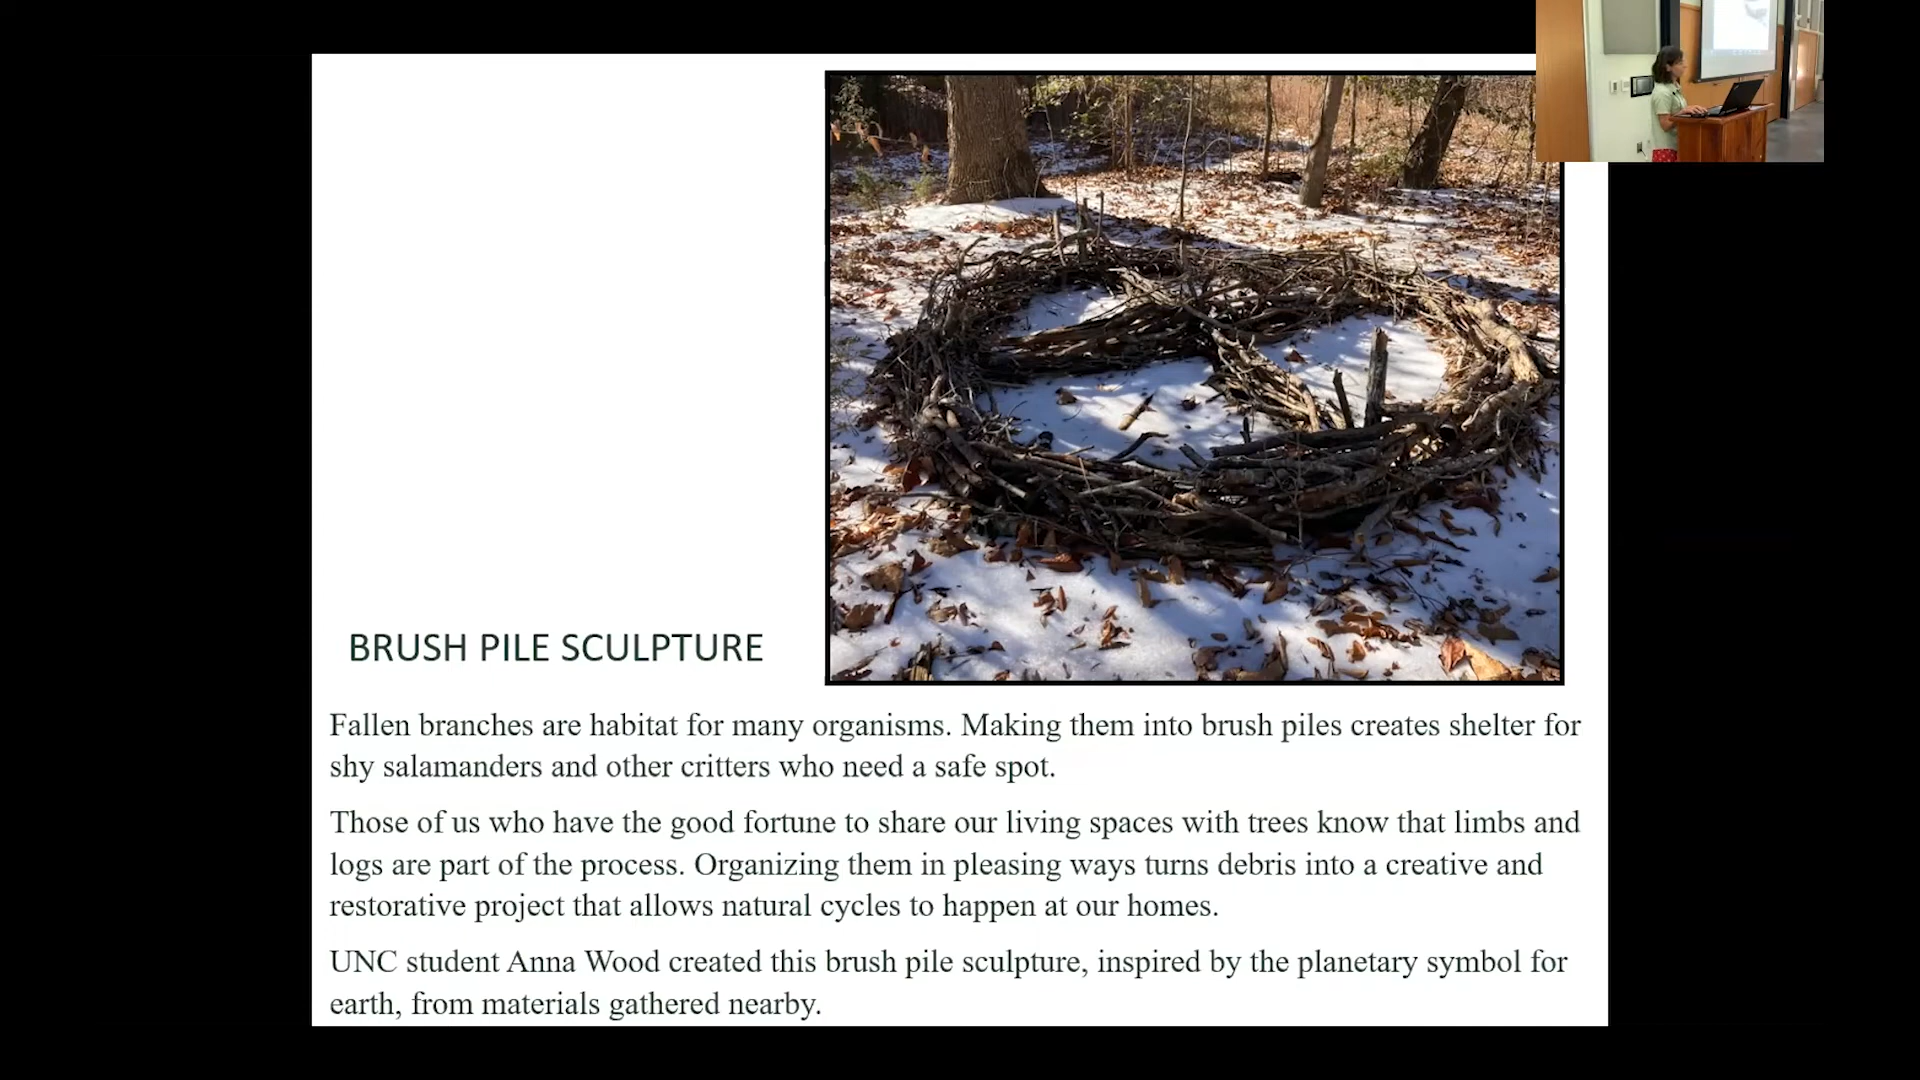 BRUSH PILE SCULPTURE
Fallen branches are habitat for many organisms. Making them into brush piles creates shelter for
shy salamanders and other critters who need a safe spot.
Those of us who have the good fortune to share our living spaces with trees know that limbs and
logs are part of the process. Organizing them in pleasing ways turns debris into a creative and
restorative project that allows natural cycles to happen at our homes.
UNC student Anna Wood created this brush pile sculpture, inspired by the planetary symbol for
earth, from materials gathered nearby.